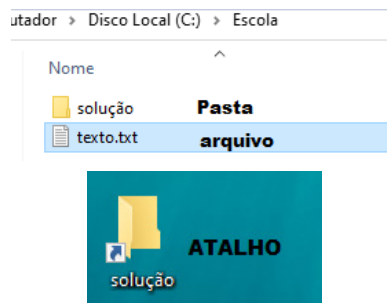 utador > Disco Local (C:) > Escola
Nome
solução Pasta
texto.txt arquivo
ATALHO
solução